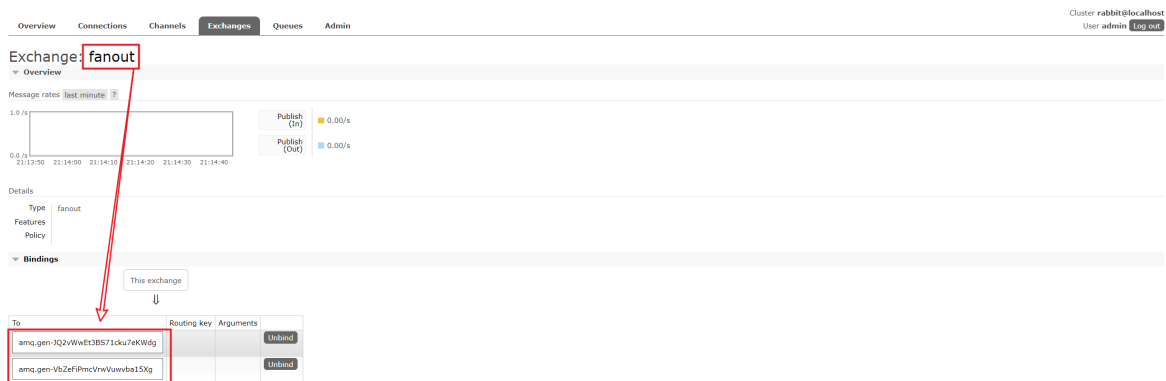 Cluster rabbit@localhost
Overview Connections Channels Exchanges Queues Admin
User admin Log out
Exchange: fanout
Overview
Message rates last minute ?
1.0 /s
Publish (In) 0.00/s
Publish (Out) 0.00/s
0.0 /s
21:13:50 21:14:00 21:14:10 21:14:20 21:14:30 21:14:40
Details
Type fanout
Features
Policy
Bindings
This exchange
⇓
To Routing key Arguments
amq.gen-JQ2vWwEt3BS71cku7eKWdg Unbind
amq.gen-VbZeFiPmcVrwVuwvba15Xg Unbind